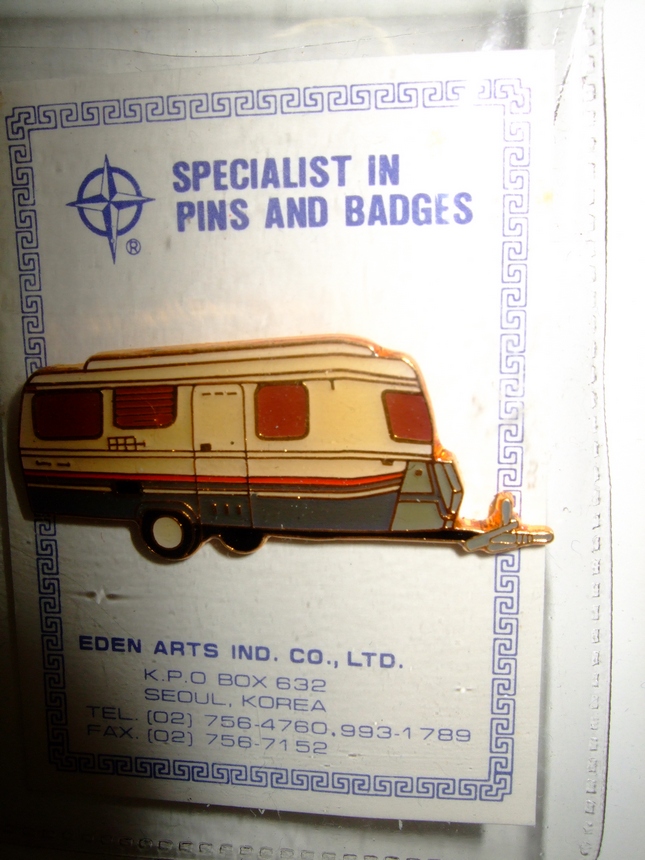 SPECIALIST IN
PINS AND BADGES
®
EDEN ARTS IND. CO., LTD.
K.P.O BOX 632
SEOUL, KOREA
TEL. (02) 756-4760, 993-1789
FAX. (02) 756-7152